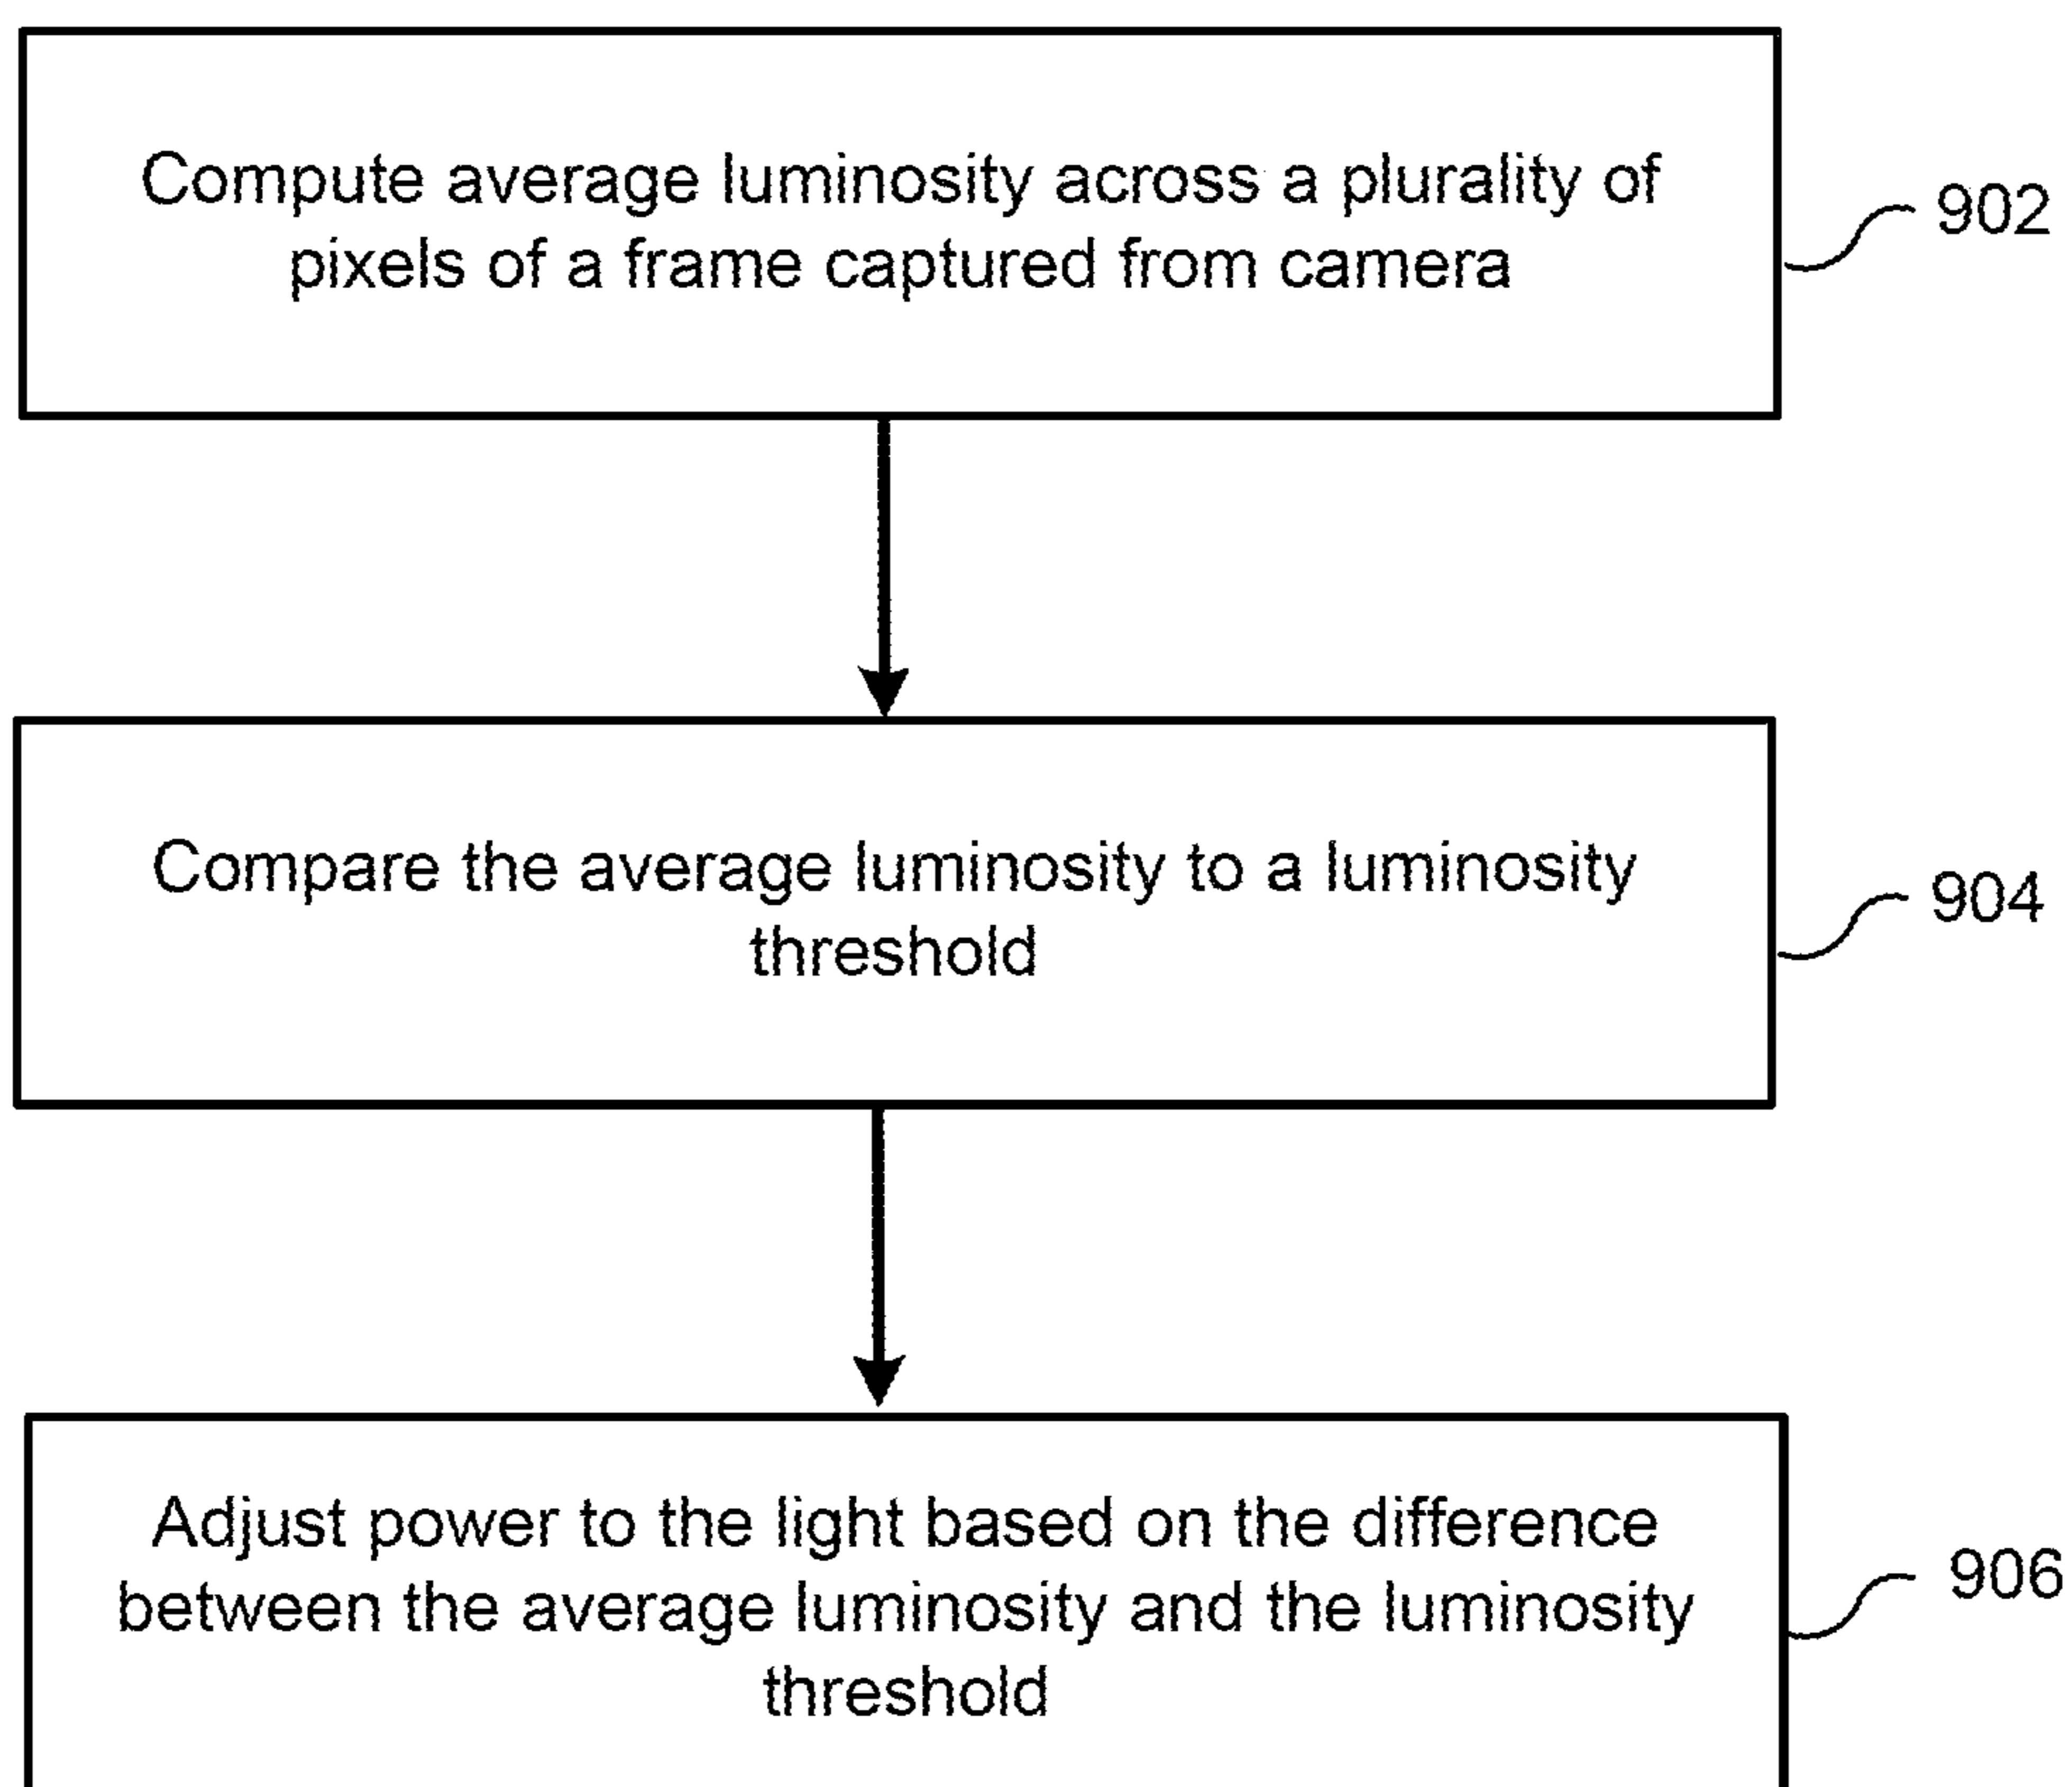 Compute average luminosity across a plurality of
pixels of a frame captured from camera
902
Compare the average luminosity to a luminosity
threshold
904
Adjust power to the light based on the difference
between the average luminosity and the luminosity
threshold
906